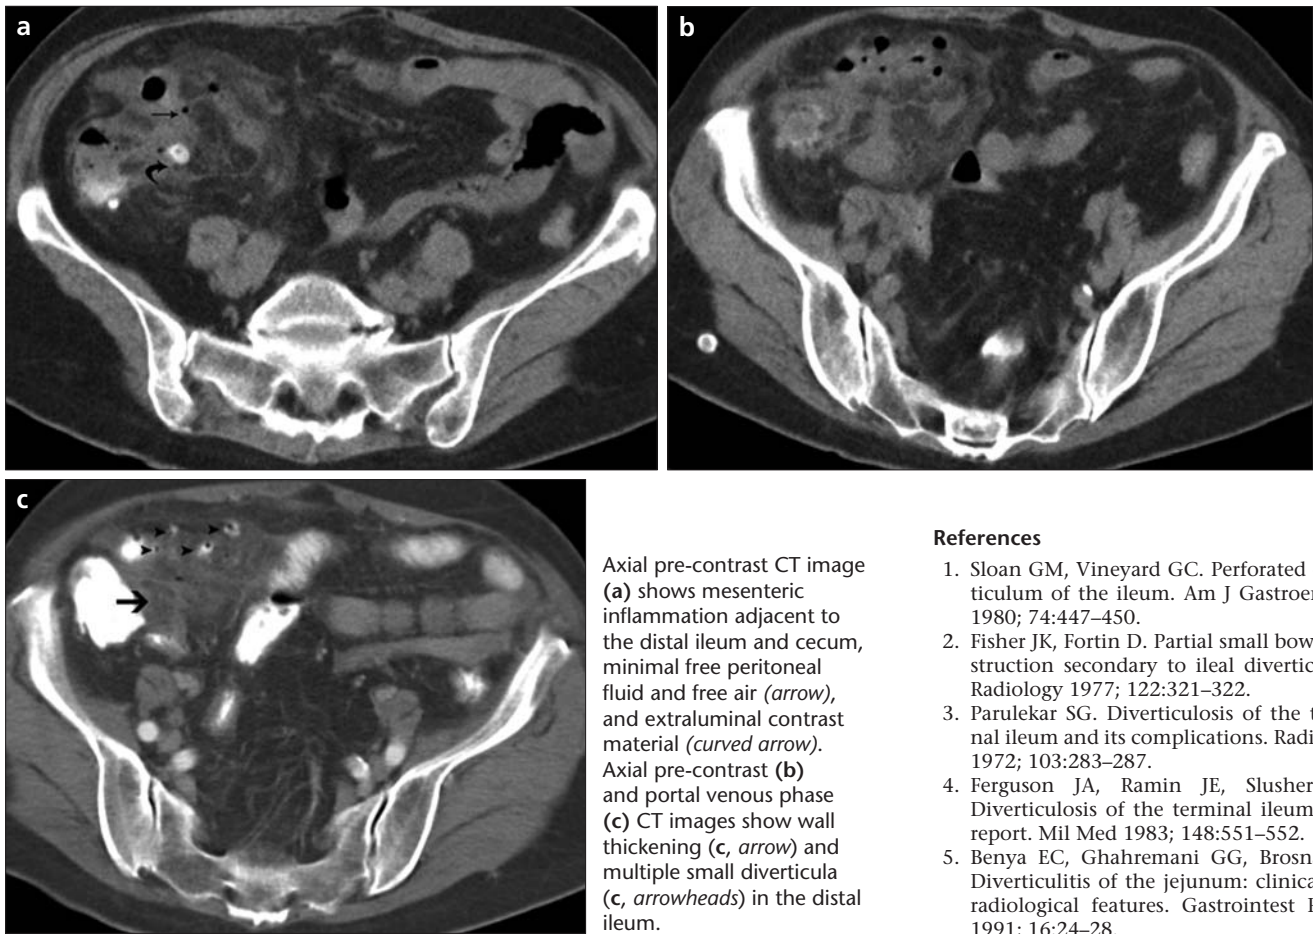 a
b
c
Axial pre-contrast CT image
(a) shows mesenteric
inflammation adjacent to
the distal ileum and cecum,
minimal free peritoneal
fluid and free air (arrow),
and extraluminal contrast
material (curved arrow).
Axial pre-contrast (b)
and portal venous phase
(c) CT images show wall
thickening (c, arrow) and
multiple small diverticula
(c, arrowheads) in the distal
ileum.
References
1. Sloan GM, Vineyard GC. Perforated
ticulum of the ileum. Am J Gastroe
1980; 74:447–450.
2. Fisher JK, Fortin D. Partial small bow
struction secondary to ileal divertic
Radiology 1977; 122:321–322.
3. Parulekar SG. Diverticulosis of the t
nal ileum and its complications. Radi
1972; 103:283–287.
4. Ferguson JA, Ramin JE, Slusher
Diverticulosis of the terminal ileum
report. Mil Med 1983; 148:551–552.
5. Benya EC, Ghahremani GG, Brosn
Diverticulitis of the jejunum: clinica
radiological features. Gastrointest
1991; 16:24–28.